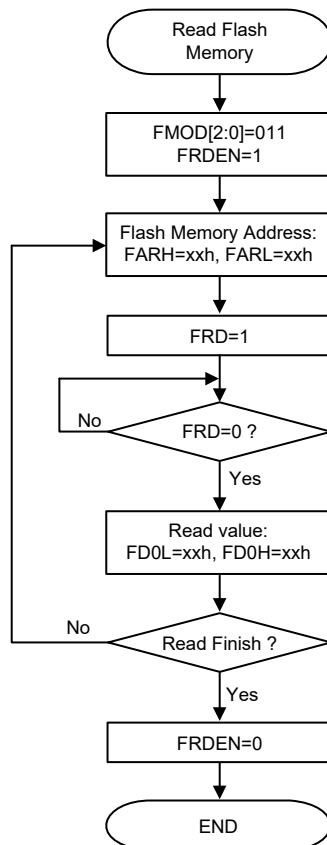 Read Flash
Memory
FMOD[2:0]=011
FRDEN=1
Flash Memory Address:
FARH=xxh, FARL=xxh
FRD=1
FRD=0 ?
No
Yes
Read value:
FD0L=xxh, FD0H=xxh
No
Read Finish ?
Yes
FRDEN=0
END